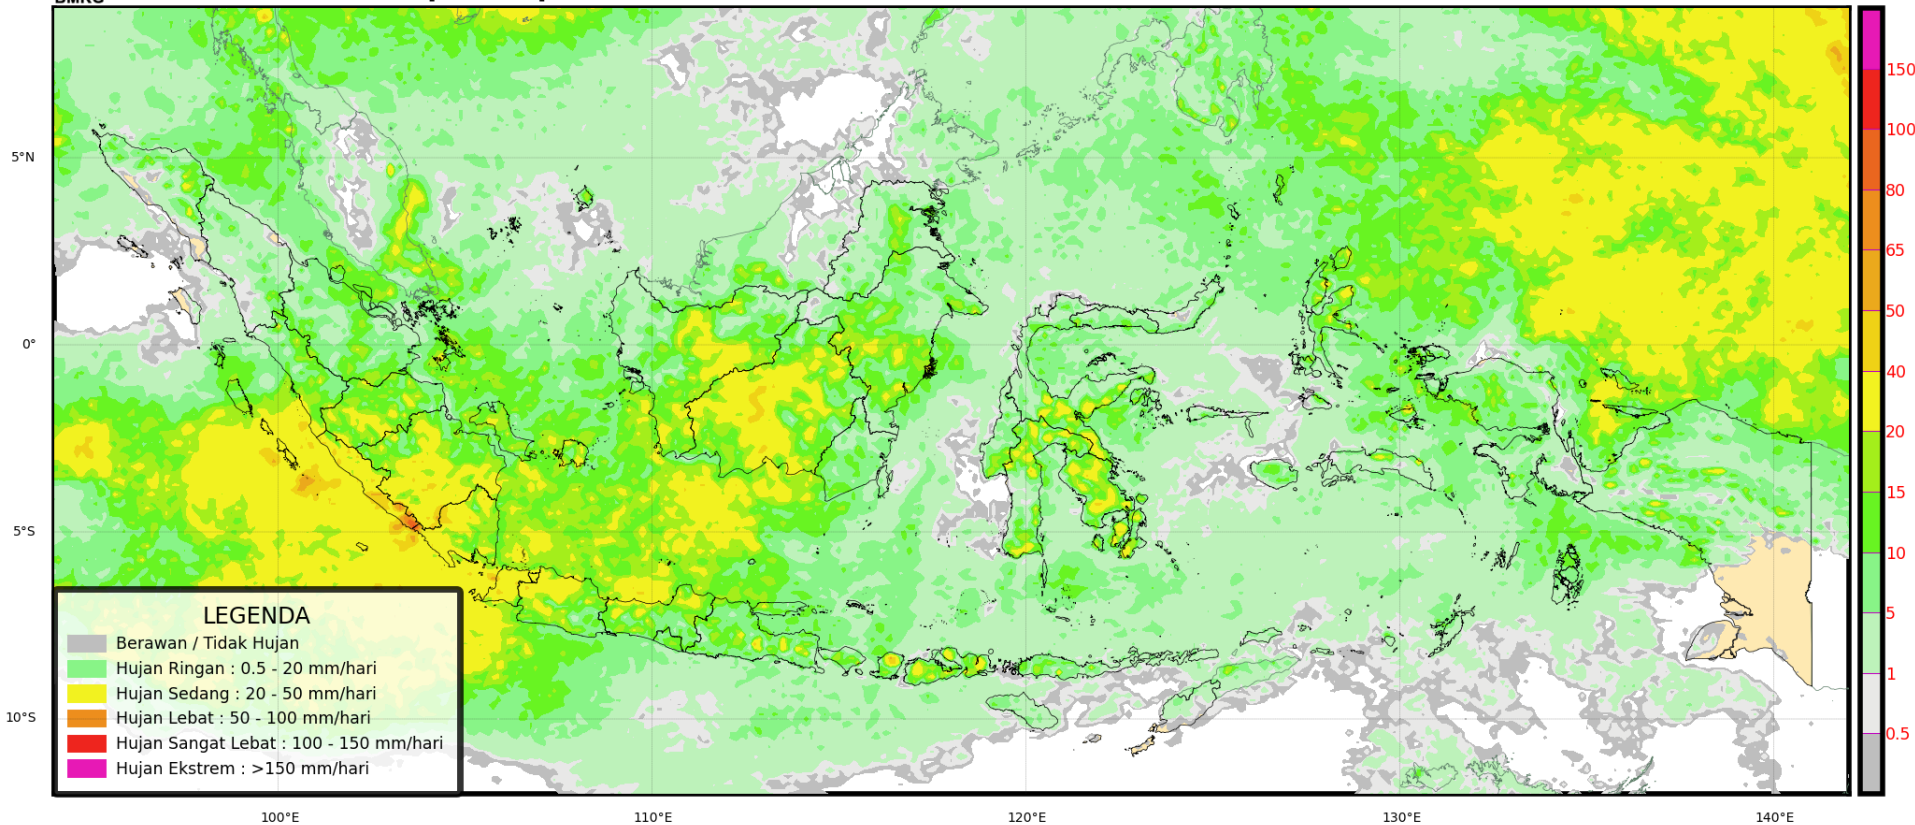 BMKG
5°N
0°
5°S
10°S
LEGENDA
Berawan / Tidak Hujan
Hujan Ringan : 0.5 - 20 mm/hari
Hujan Sedang : 20 - 50 mm/hari
Hujan Lebat : 50 - 100 mm/hari
Hujan Sangat Lebat : 100 - 150 mm/hari
Hujan Ekstrem : >150 mm/hari
100°E
110°E
120°E
130°E
140°E
150
100
80
65
50
40
20
15
10
5
1
0.5